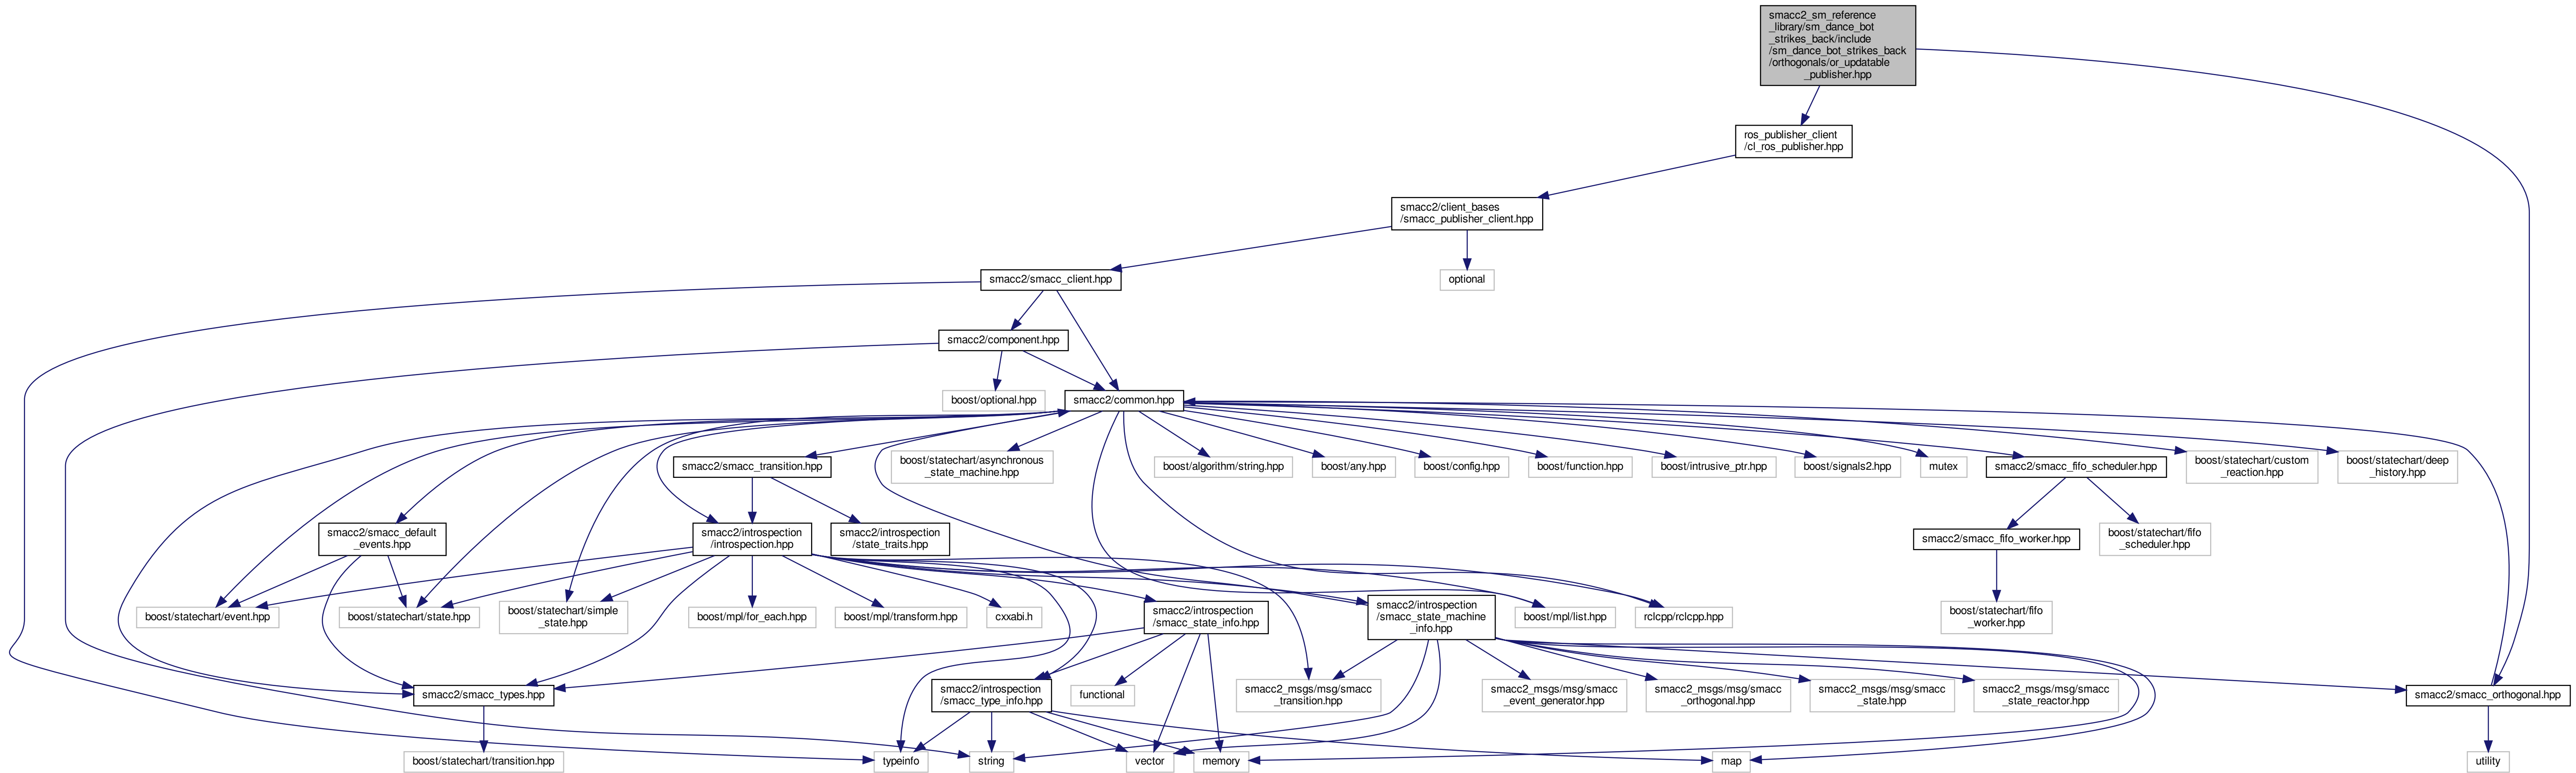 smacc2_sm_reference
_library/sm_dance_bot
_strikes_back/include
/sm_dance_bot_strikes_back
/orthogonals/or_updatable
_publisher.hpp
ros_publisher_client
/cl_ros_publisher.hpp
smacc2/client_bases
/smacc_publisher_client.hpp
smacc2/smacc_client.hpp
optional
smacc2/component.hpp
boost/optional.hpp
smacc2/common.hpp
smacc2/smacc_transition.hpp
boost/statechart/asynchronous
_state_machine.hpp
boost/algorithm/string.hpp
boost/any.hpp
boost/config.hpp
boost/function.hpp
boost/intrusive_ptr.hpp
boost/signals2.hpp
mutex
smacc2/smacc_fifo_scheduler.hpp
boost/statechart/custom
_reaction.hpp
boost/statechart/deep
_history.hpp
smacc2/smacc_default
_events.hpp
smacc2/introspection
/introspection.hpp
smacc2/introspection
/state_traits.hpp
smacc2/smacc_fifo_worker.hpp
boost/statechart/fifo
_scheduler.hpp
boost/statechart/event.hpp
boost/statechart/state.hpp
boost/statechart/simple
_state.hpp
boost/mpl/for_each.hpp
boost/mpl/transform.hpp
cxxabi.h
smacc2/introspection
/smacc_state_info.hpp
smacc2/introspection
/smacc_state_machine
_info.hpp
boost/mpl/list.hpp
rclcpp/rclcpp.hpp
boost/statechart/fifo
_worker.hpp
smacc2/smacc_types.hpp
smacc2/introspection
/smacc_type_info.hpp
functional
smacc2_msgs/msg/smacc
_transition.hpp
smacc2_msgs/msg/smacc
_event_generator.hpp
smacc2_msgs/msg/smacc
_orthogonal.hpp
smacc2_msgs/msg/smacc
_state.hpp
smacc2_msgs/msg/smacc
_state_reactor.hpp
smacc2/smacc_orthogonal.hpp
boost/statechart/transition.hpp
typeinfo
string
vector
memory
map
utility